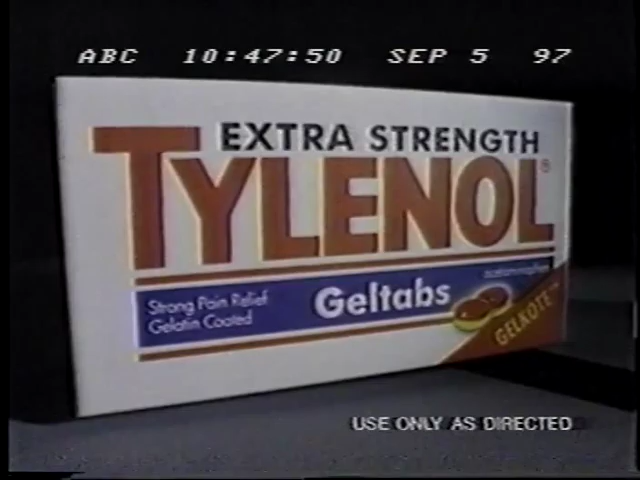 ABC 10:47:50 SEP 5 97
EXTRA STRENGTH
TYLENOL®
acetaminophen
Strong Pain Relief
Gelatin Coated
Geltabs
GELKOTE™
USE ONLY AS DIRECTED